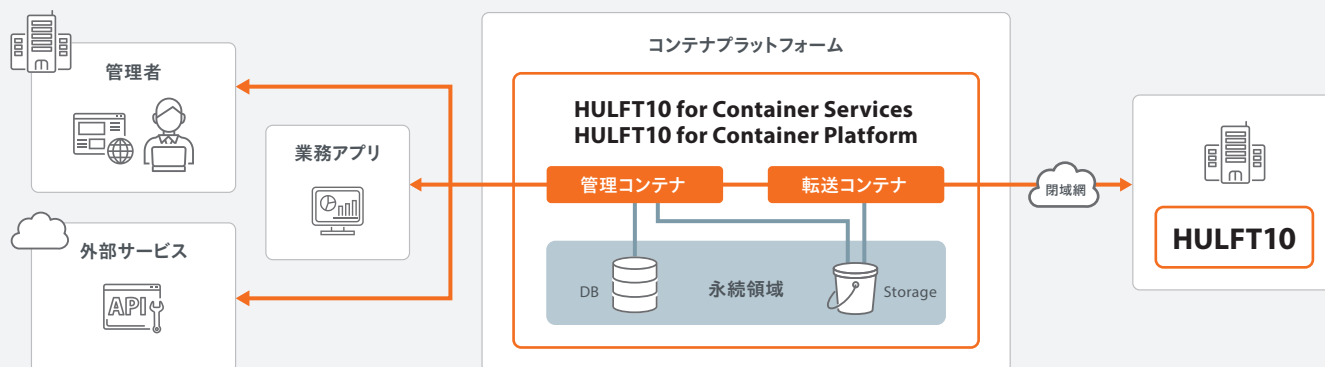 管理者
外部サービス
API
業務アプリ
コンテナプラットフォーム
HULFT10 for Container Services
HULFT10 for Container Platform
管理コンテナ
転送コンテナ
DB
永続領域
Storage
閉域網
HULFT10